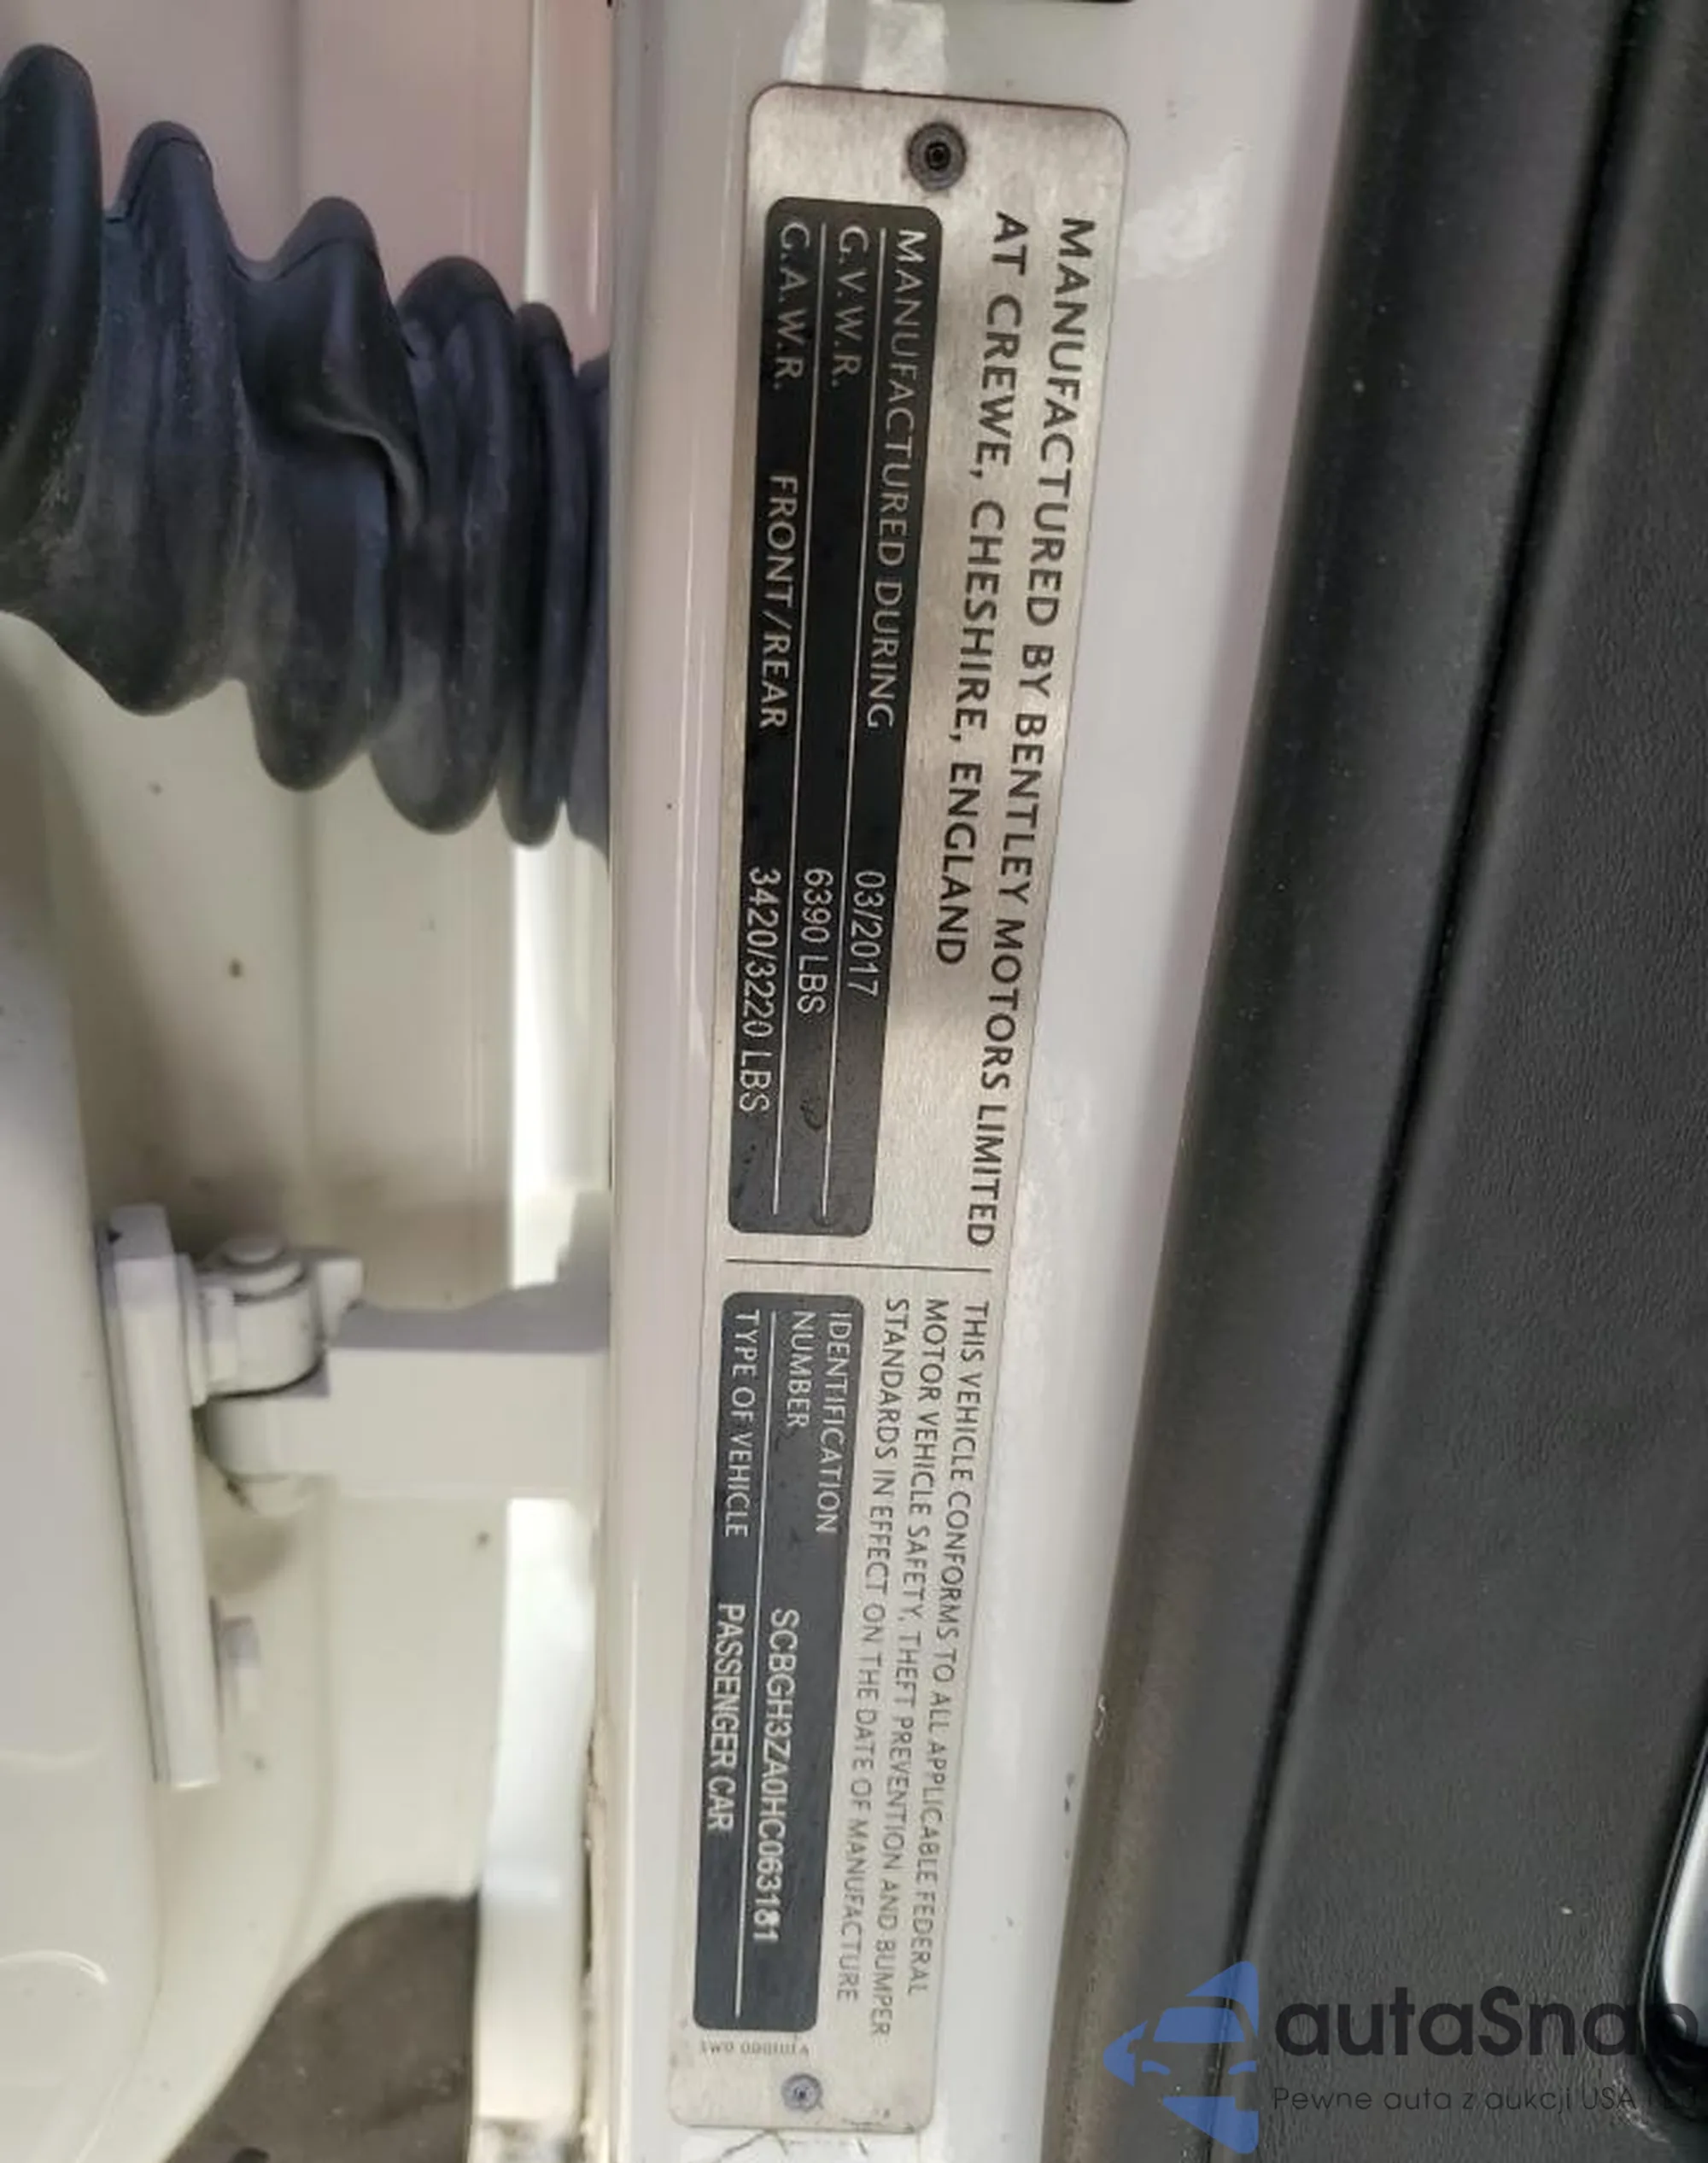 MANUFACTURED BY BENTLEY MOTORS LIMITED
AT CREWE, CHESHIRE, ENGLAND
MANUFACTURED DURING 03/2017
G.V.W.R. 6390 LBS
G.A.W.R. FRONT/REAR 3420/3220 LBS
THIS VEHICLE CONFORMS TO ALL APPLICABLE FEDERAL
MOTOR VEHICLE SAFETY, THEFT PREVENTION AND BUMPER
STANDARDS IN EFFECT ON THE DATE OF MANUFACTURE
IDENTIFICATION
NUMBER SCBGH3ZA0HC063181
TYPE OF VEHICLE PASSENGER CAR
autaSnap
Pewne auta z aukcji USA